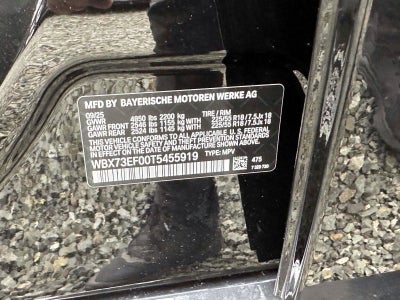 MFD BY BAYERISCHE MOTOREN WERKE AG
09/25 TIRE / RIM
GVWR 4850 lbs 2200 kg
GAWR FRONT 2546 lbs 1155 kg 225/55 R18 / 7.5Jx 18
GAWR REAR 2524 lbs 1145 kg 225/55 R18 / 7.5Jx 18
THIS VEHICLE CONFORMS TO ALL APPLICABLE
U.S. FEDERAL MOTOR VEHICLE SAFETY, BUMPER, AND
THEFT PREVENTION STANDARDS IN EFFECT ON
THE DATE OF MANUFACTURE SHOWN ABOVE.
WBX73EF00T5455919 TYPE: MPV
475